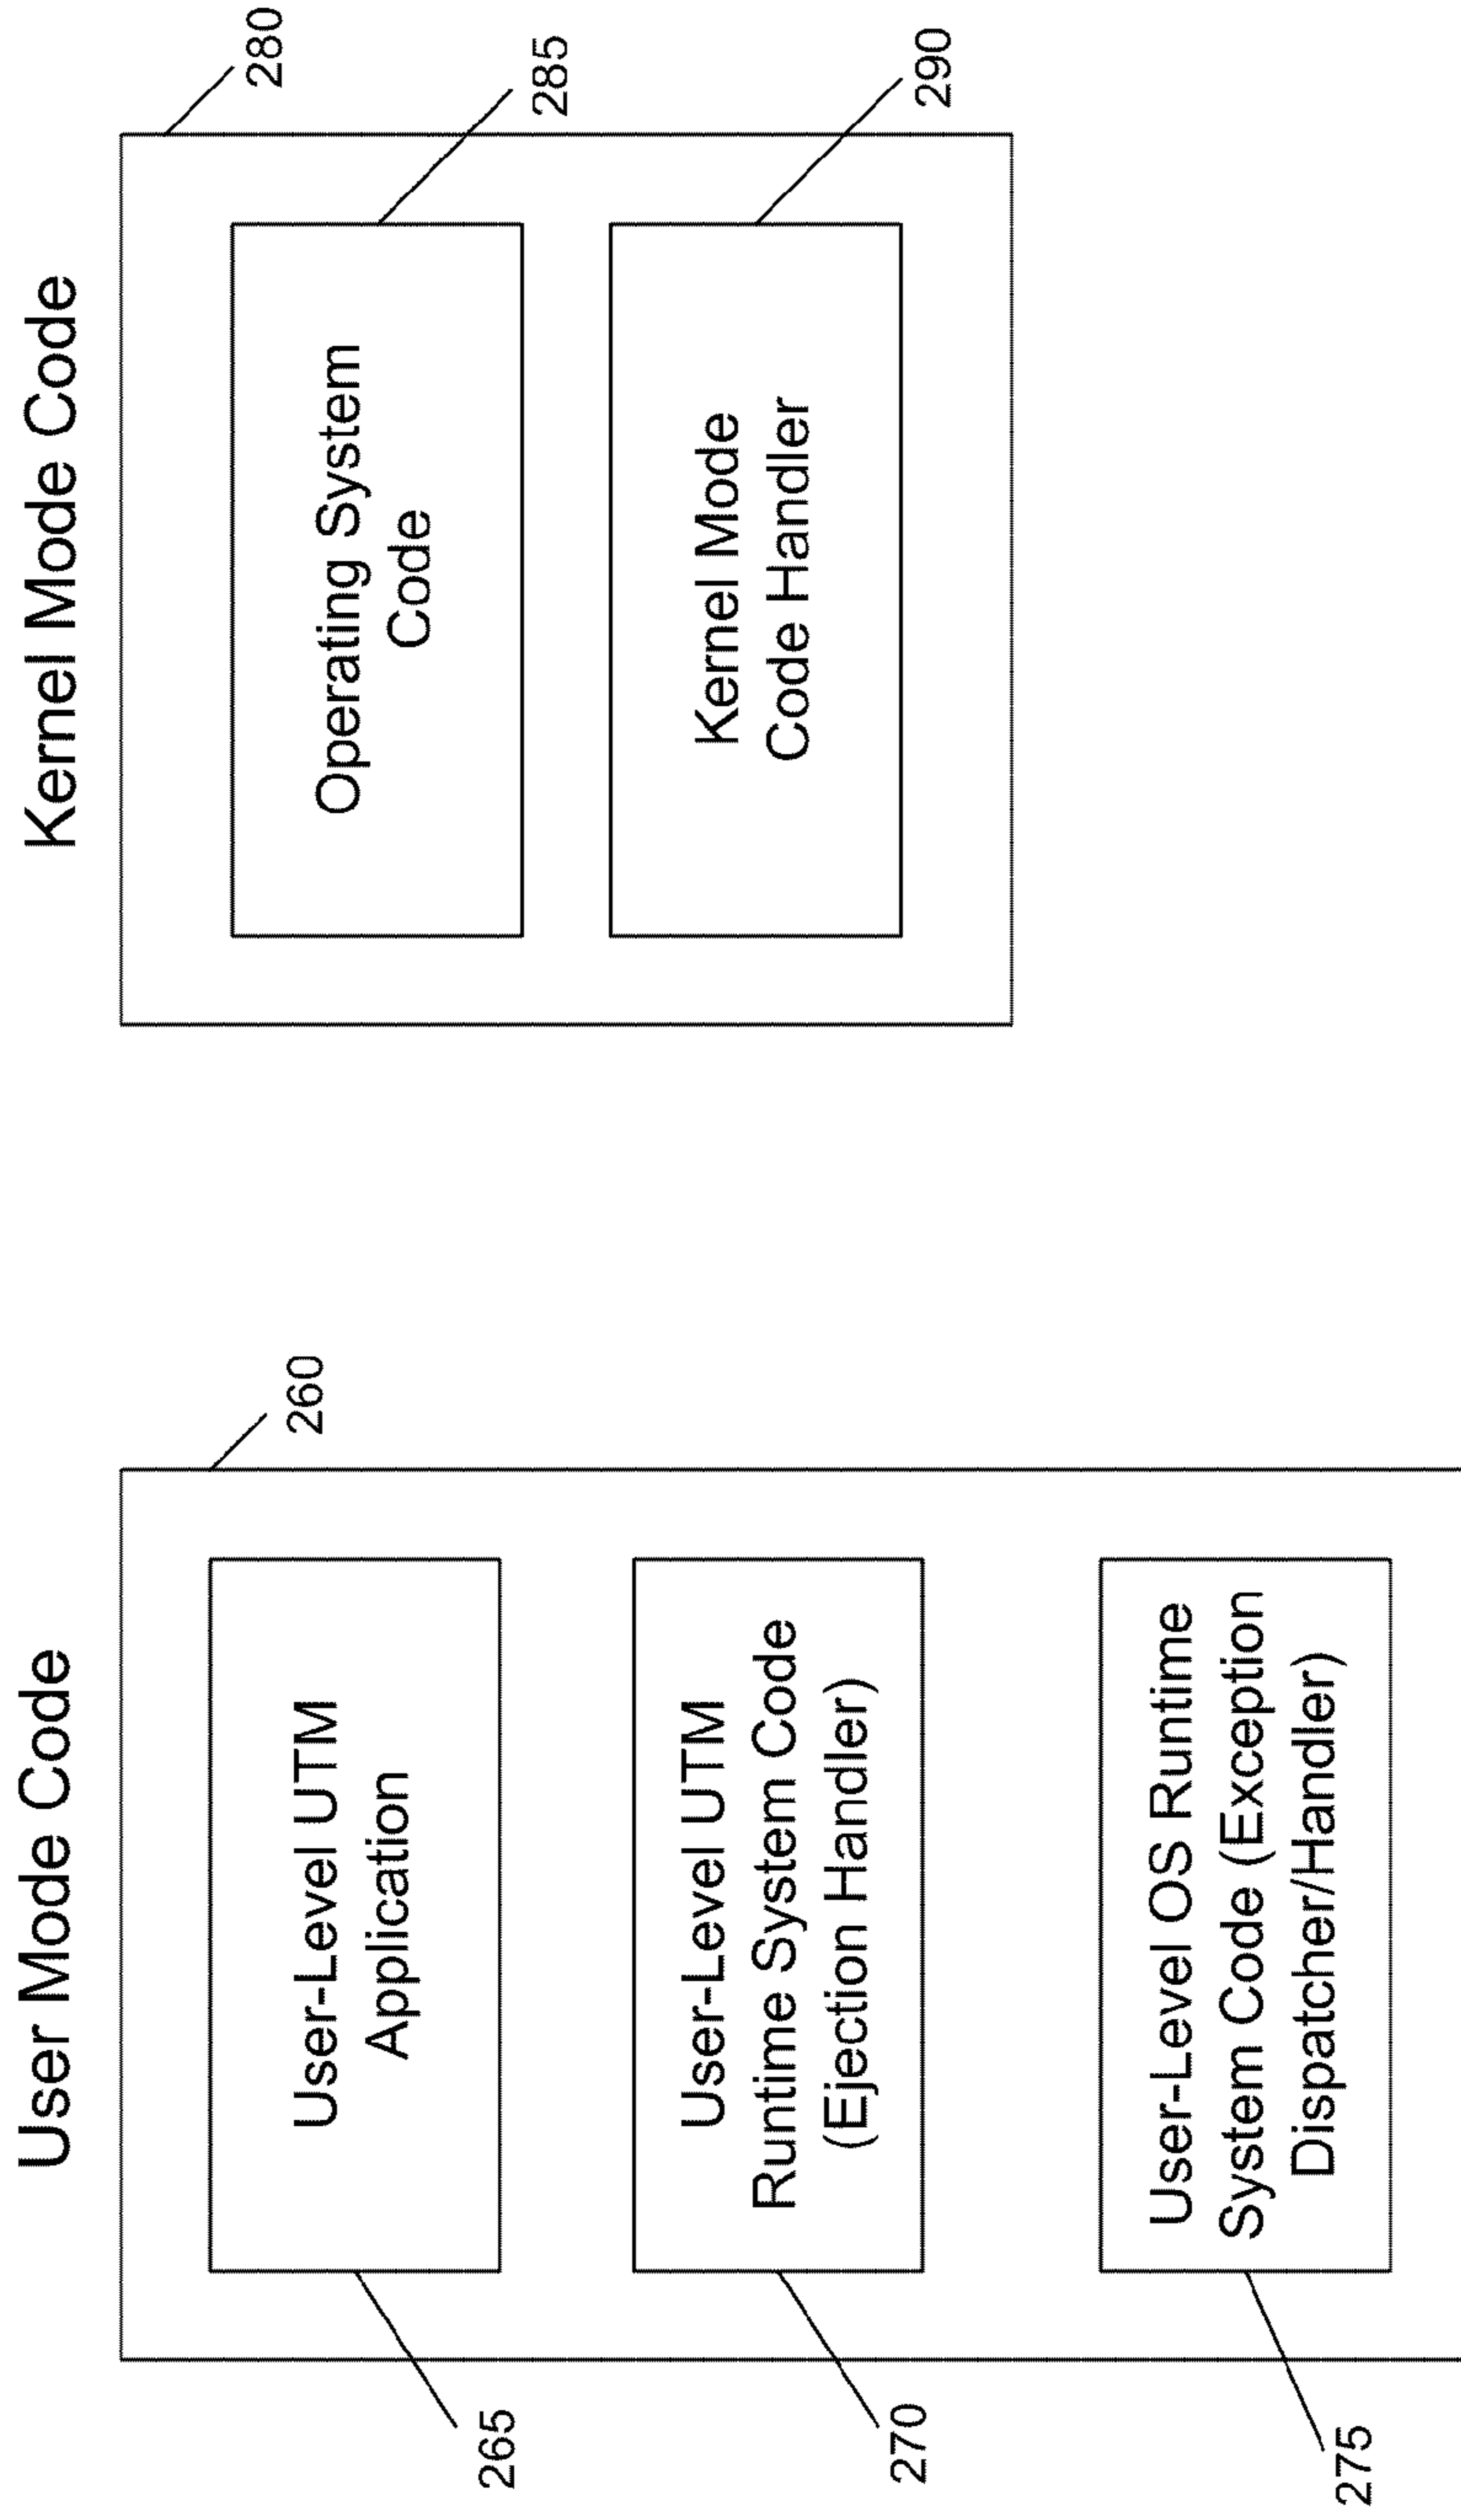 User Mode Code
260
User-Level UTM
Application
265
User-Level UTM
Runtime System Code
(Ejection Handler)
270
User-Level OS Runtime
System Code (Exception
Dispatcher/Handler)
275
Kernel Mode Code
280
Operating System
Code
285
Kernel Mode
Code Handler
290